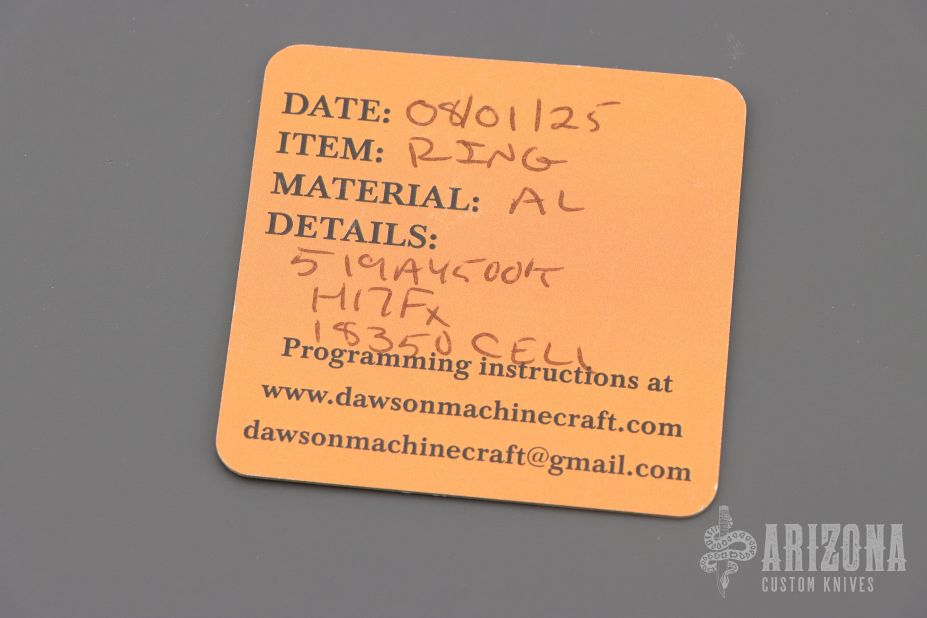 DATE: 08/01/25
ITEM: RING
MATERIAL: AL
DETAILS:
519A4500K
H17Fx
18350 CELL
Programming instructions at
www.dawsonmachinecraft.com
dawsonmachinecraft@gmail.com
ARIZONA
CUSTOM KNIVES